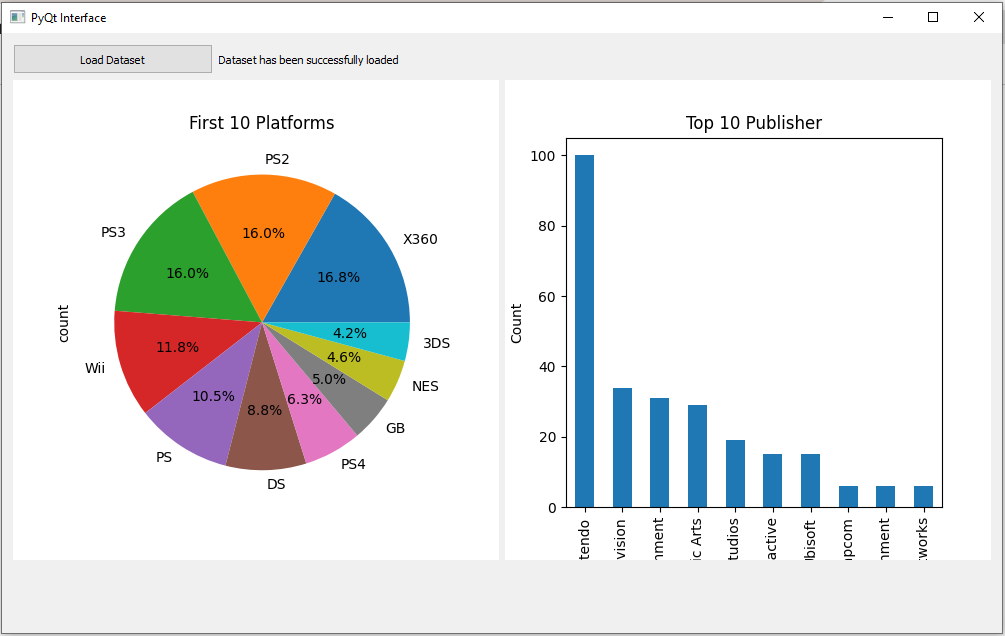 PyQt Interface
Load Dataset
Dataset has been successfully loaded
First 10 Platforms
PS2
PS3
X360
16.0%
16.0%
16.8%
count
Wii
11.8%
4.2%
3DS
4.6%
NES
5.0%
10.5%
8.8%
6.3%
GB
PS
PS4
DS
Top 10 Publisher
100
80
60
40
20
0
Count
tendo
vision
nment
ic Arts
tudios
active
Ubisoft
apcom
nment
tworks